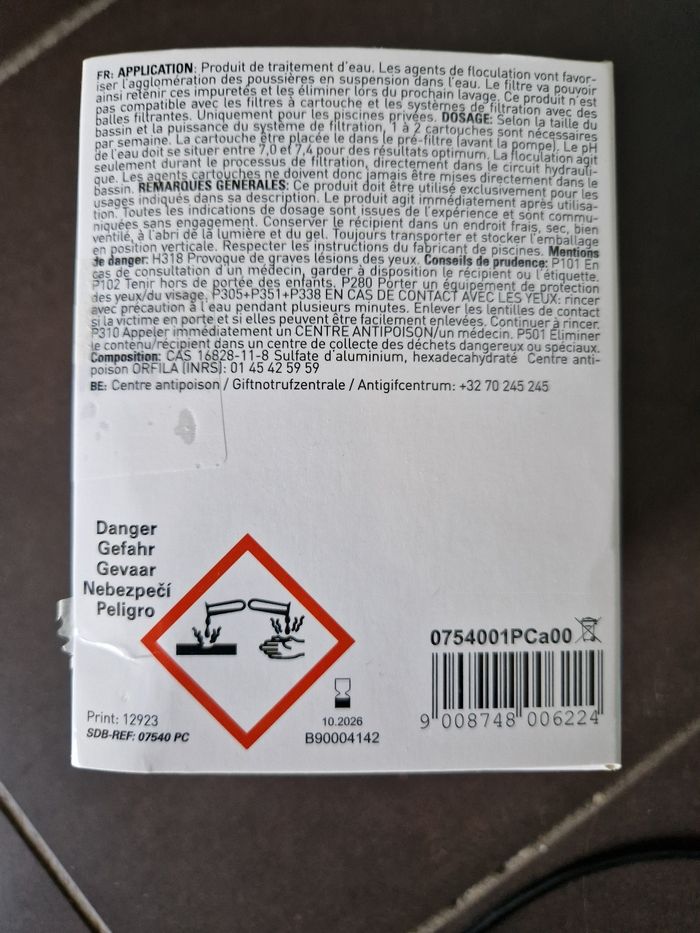 FR: APPLICATION: Produit de traitement d'eau. Les agents de floculation vont favor-
iser l'agglomération des poussières en suspension dans l'eau. Le filtre va pouvoir
ainsi retenir ces impuretés et les éliminer lors du prochain lavage. Ce produit n'est
pas compatible avec les filtres à cartouche et les systèmes de filtration avec des
balles filtrantes. Uniquement pour les piscines privées. DOSAGE: Selon la taille du
bassin et la puissance du système de filtration, 1 à 2 cartouches sont nécessaires
par semaine. La cartouche être placée le dans le pré-filtre (avant la pompe). Le pH
de l'eau doit se situer entre 7,0 et 7,4 pour des résultats optimum. La floculation agit
seulement durant le processus de filtration, directement dans le circuit hydrauli-
que. Les agents cartouches ne doivent donc jamais être mises directement dans le
bassin. REMARQUES GENERALES: Ce produit doit être utilisé exclusivement pour les
usages indiqués dans sa description. Le produit agit immédiatement après utilisa-
tion. Toutes les indications de dosage sont issues de l'expérience et sont commu-
niquées sans engagement. Conserver le récipient dans un endroit frais, sec, bien
ventilé, à l'abri de la lumière et du gel. Toujours transporter et stocker l'emballage
en position verticale. Respecter les instructions du fabricant de piscines. Mentions
de danger: H318 Provoque de graves lésions des yeux. Conseils de prudence: P101 En
cas de consultation d'un médecin, garder à disposition le récipient ou l'étiquette.
P102 Tenir hors de portée des enfants. P280 Porter un équipement de protection
des yeux/du visage. P305+P351+P338 EN CAS DE CONTACT AVEC LES YEUX: rincer
avec précaution à l'eau pendant plusieurs minutes. Enlever les lentilles de contact
si la victime en porte et si elles peuvent être facilement enlevées. Continuer à rincer.
P310 Appeler immédiatement un CENTRE ANTIPOISON/un médecin. P501 Éliminer
le contenu/récipient dans un centre de collecte des déchets dangereux ou spéciaux.
Composition: CAS 16828-11-8 Sulfate d'aluminium, hexadecahydraté Centre anti-
poison ORFILA (INRS): 01 45 42 59 59
BE: Centre antipoison / Giftnotrufzentrale / Antigifcentrum: +32 70 245 245
Danger
Gefahr
Gevaar
Nebezpečí
Peligro
0754001PCa00
Print: 12923
SDB-REF: 07540 PC
10.2026
B90004142
9 008748 006224